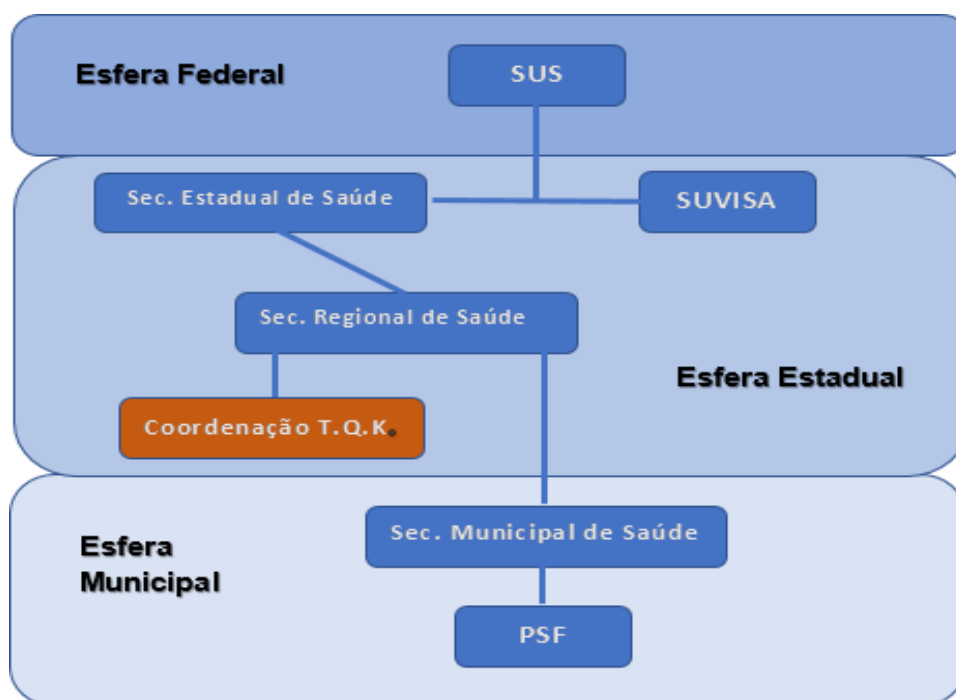 Esfera Federal
SUS
Sec. Estadual de Saúde
SUVISA
Sec. Regional de Saúde
Esfera Estadual
Coordenação T.Q.K.
Sec. Municipal de Saúde
Esfera
Municipal
PSF